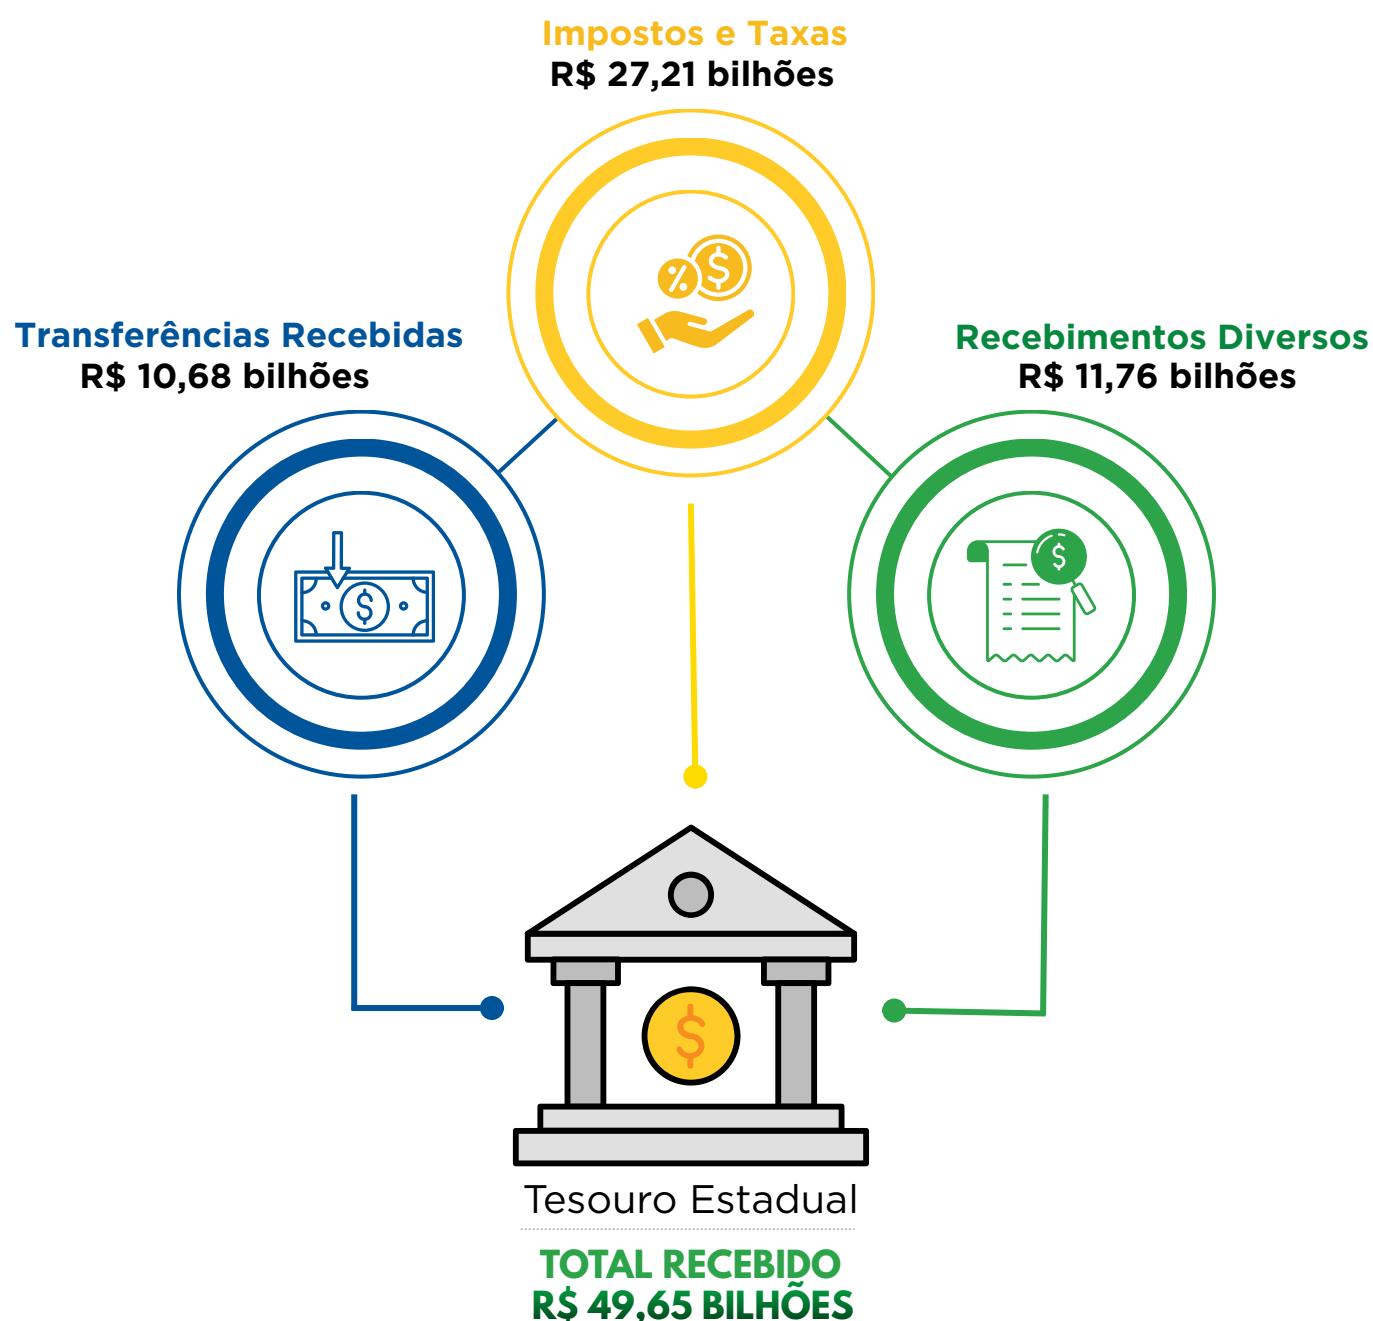 Impostos e Taxas
R$ 27,21 bilhões
Transferências Recebidas
R$ 10,68 bilhões
Recebimentos Diversos
R$ 11,76 bilhões
%
$
$
$
$
Tesouro Estadual
TOTAL RECEBIDO
R$ 49,65 BILHÕES